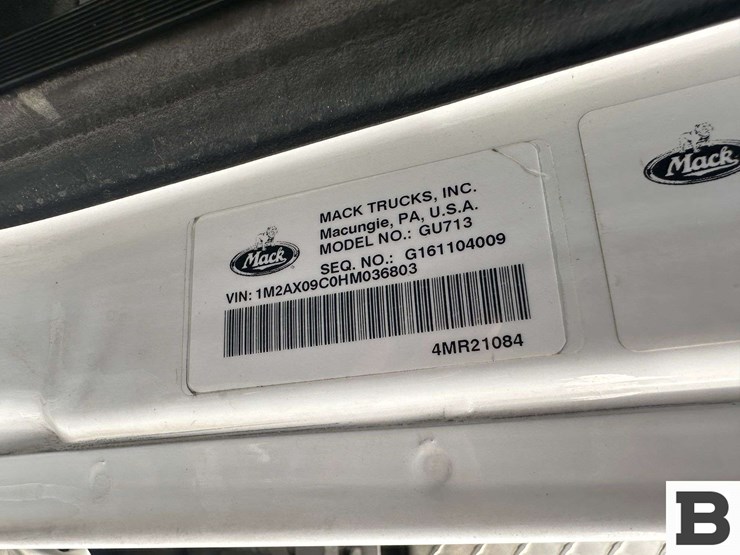 MACK TRUCKS, INC.
Macungie, PA, U.S.A.
MODEL NO.: GU713
SEQ. NO.: G161104009
Mack
VIN: 1M2AX09C0HM036803
4MR21084
Mack
B